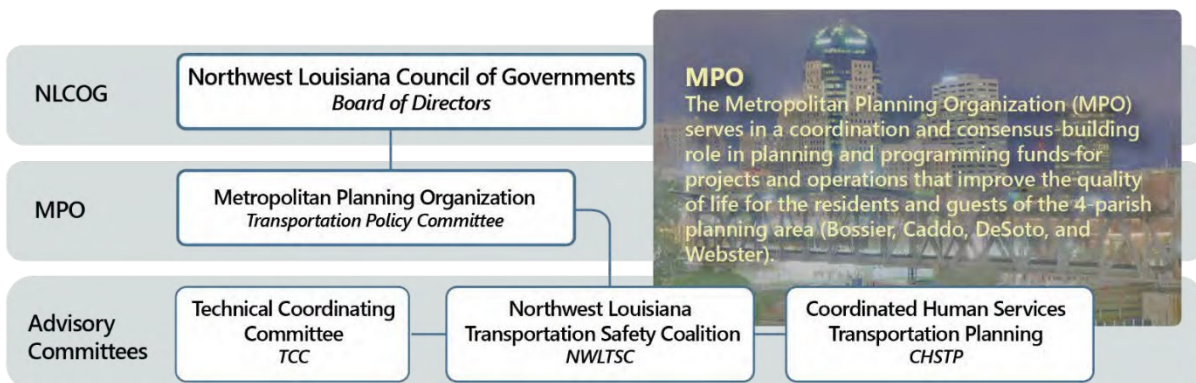 NLCOG
Northwest Louisiana Council of Governments
Board of Directors
MPO
Metropolitan Planning Organization
Transportation Policy Committee
Advisory
Committees
Technical Coordinating
Committee
TCC
Northwest Louisiana
Transportation Safety Coalition
NWLTSC
Coordinated Human Services
Transportation Planning
CHSTP
MPO
The Metropolitan Planning Organization (MPO)
serves in a coordination and consensus-building
role in planning and programming funds for
projects and operations that improve the quality
of life for the residents and guests of the 4-parish
planning area (Bossier, Caddo, DeSoto, and
Webster).